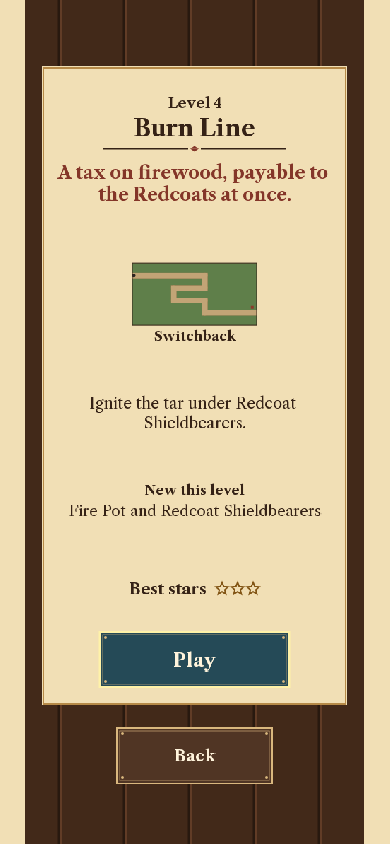 Level 4
Burn Line
A tax on firewood, payable to
the Redcoats at once.
Switchback
Ignite the tar under Redcoat
Shieldbearers.
New this level
Fire Pot and Redcoat Shieldbearers
Best stars ☆☆☆
Play
Back